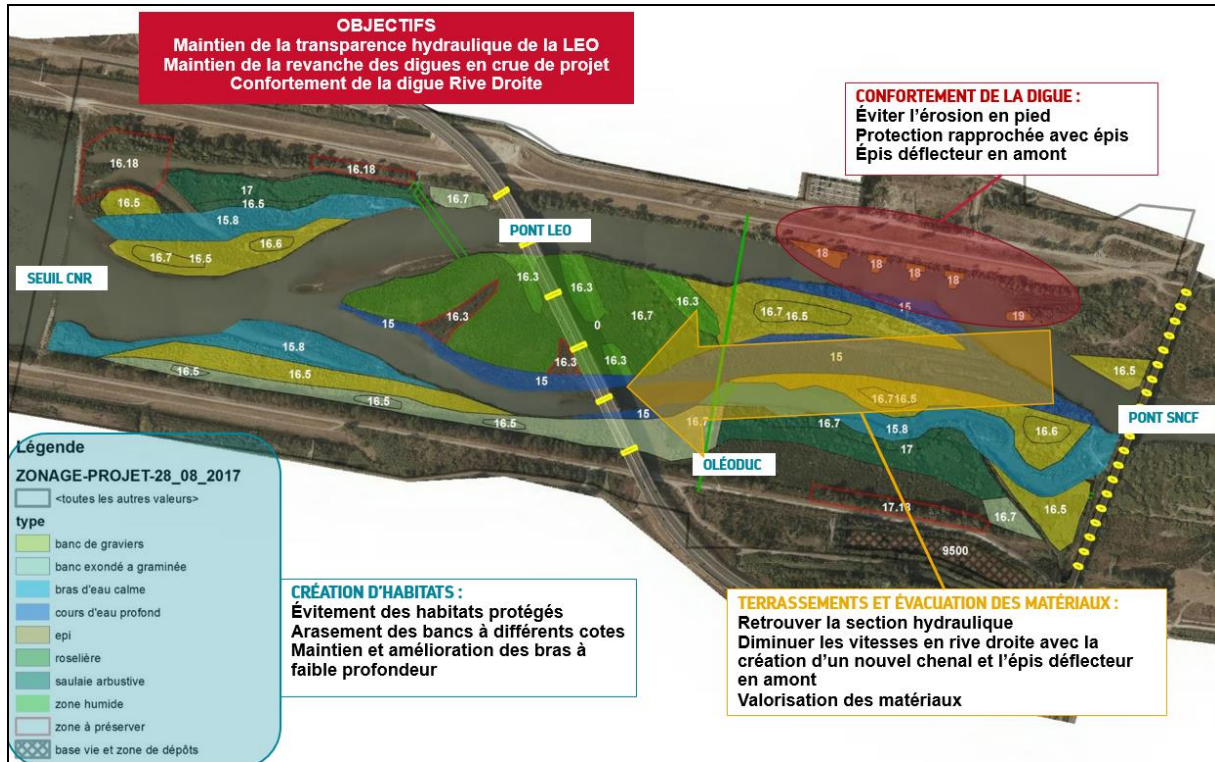 OBJECTIFS
Maintien de la transparence hydraulique de la LEO
Maintien de la revanche des digues en crue de projet
Confortement de la digue Rive Droite
CONFORTEMENT DE LA DIGUE :
Éviter l'érosion en pied
Protection rapprochée avec épis
Épis déflecteur en amont
16.18
16.18
17
16.5
16.5
16.7
15.8
16.6
16.7
16.5
PONT LEO
SEUIL CNR
18
18
18
18
19
15
16.3
16.3
16.3
16.7
0
16.3
16.7
16.5
15
15.8
16.3
16.3
15
15
16.5
16.5
16.5
16.5
15
16.5
16.7
16.7
16.7
16.5
15.8
16.6
17
PONT SNCF
OLÉODUC
16.5
16.7
17.18
9500
Légende
ZONAGE-PROJET-28_08_2017
<toutes les autres valeurs>
type
banc de graviers
banc exondé a graminée
bras d'eau calme
cours d'eau profond
epi
roselière
saulaie arbustive
zone humide
zone à préserver
base vie et zone de dépôts
CRÉATION D'HABITATS :
Évitement des habitats protégés
Arasement des bancs à différents cotes
Maintien et amélioration des bras à
faible profondeur
TERRASSEMENTS ET ÉVACUATION DES MATÉRIAUX :
Retrouver la section hydraulique
Diminuer les vitesses en rive droite avec la
création d'un nouvel chenal et l'épis déflecteur
en amont
Valorisation des matériaux